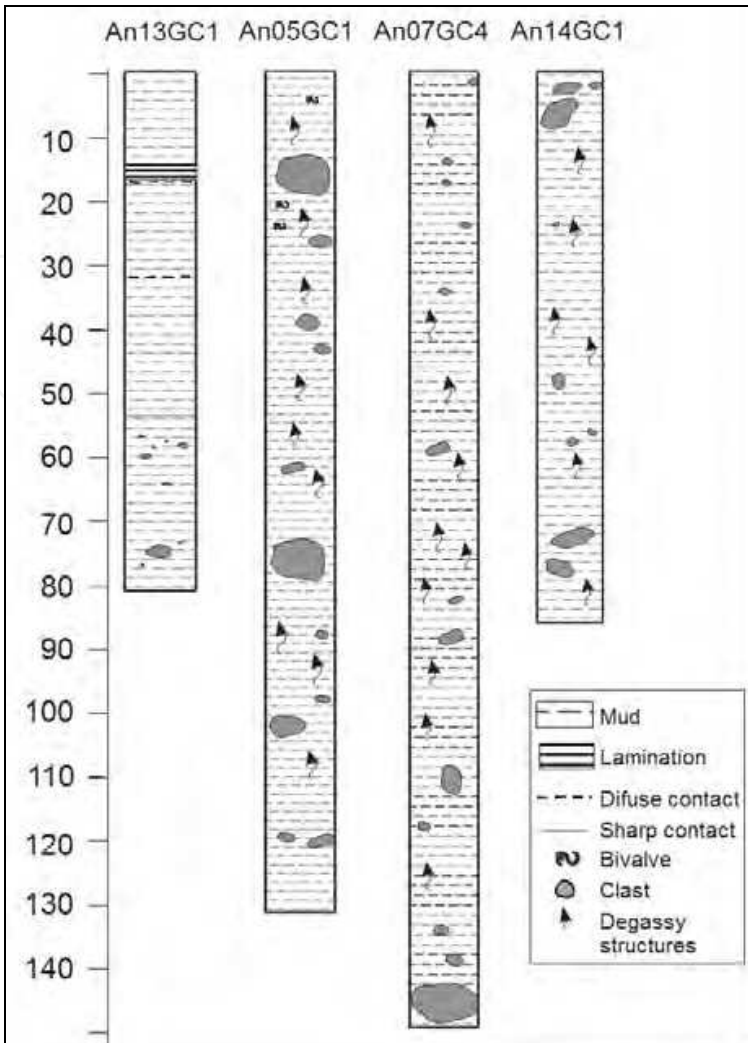 An13GC1 An05GC1 An07GC4 An14GC1
10
20
30
40
50
60
70
80
90
100
110
120
130
140
Mud
Lamination
Difuse contact
Sharp contact
Bivalve
Clast
Degassy
structures